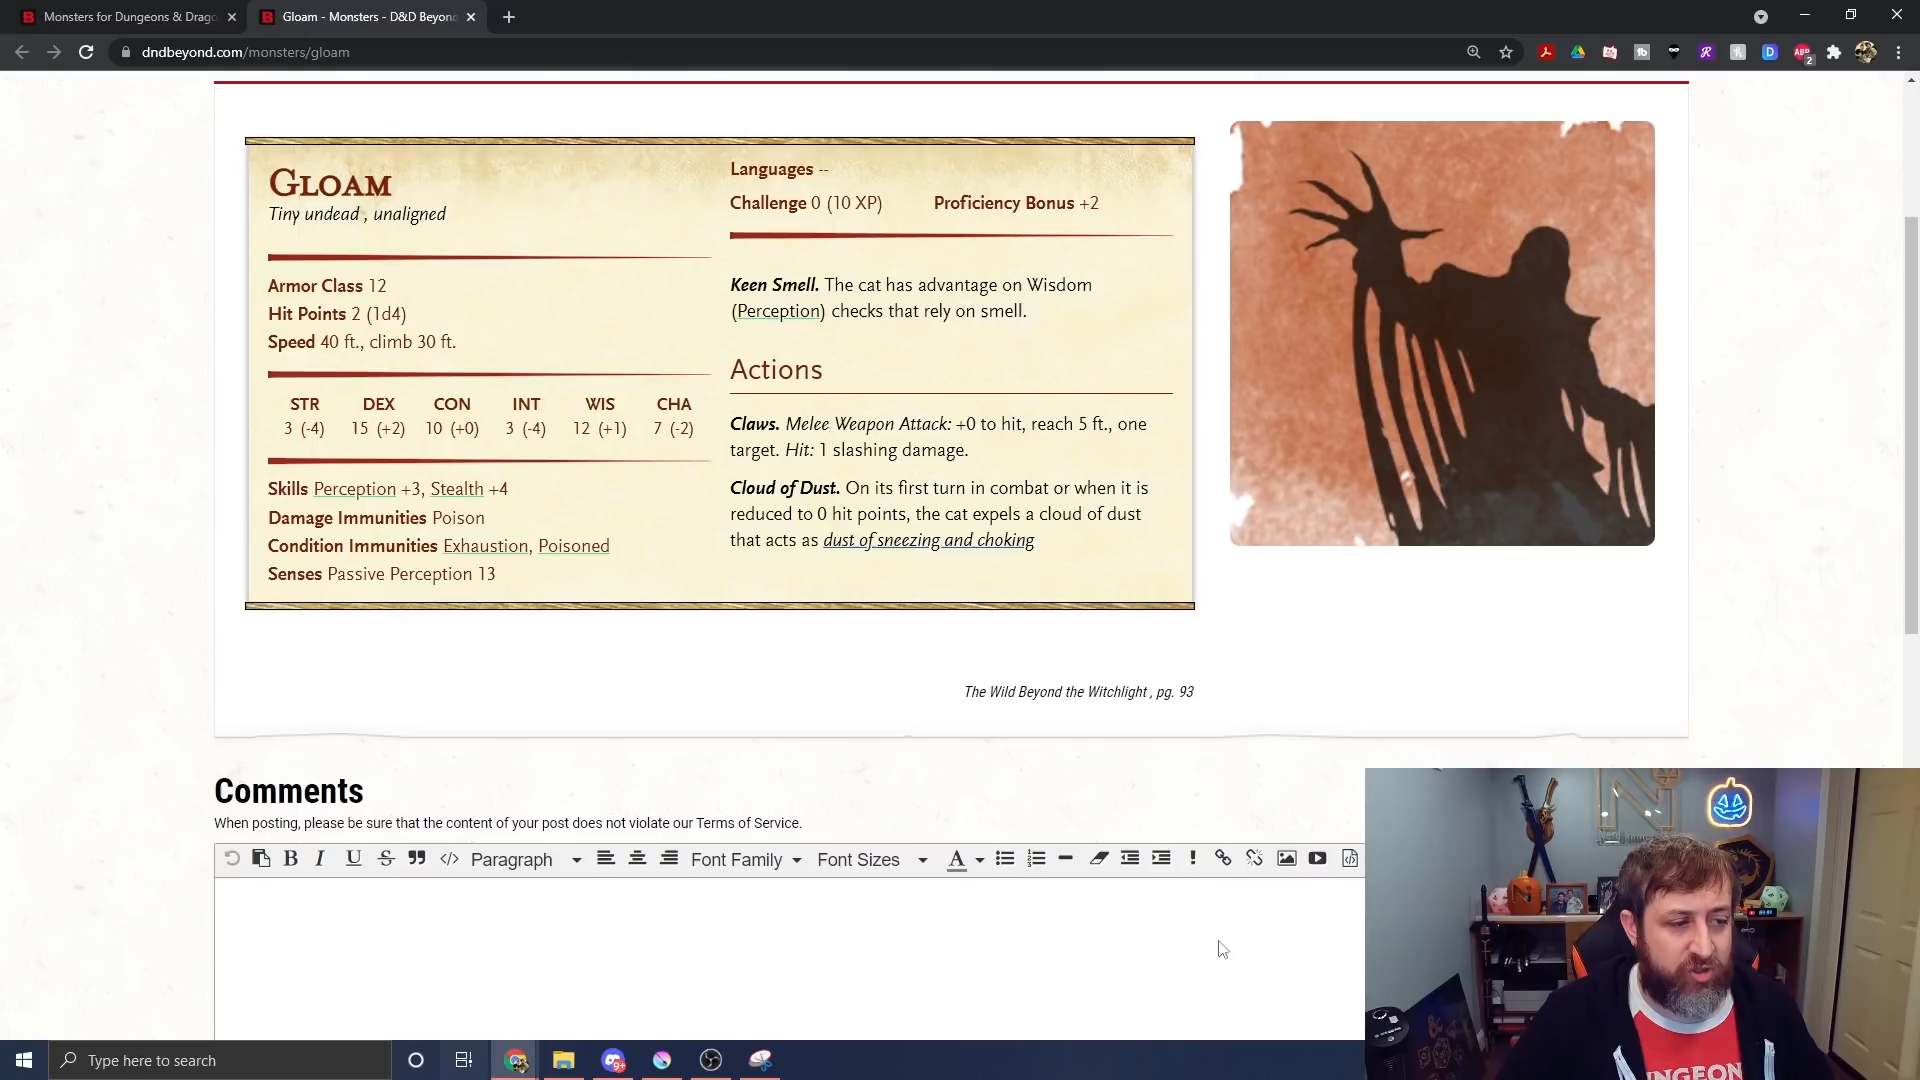 Monsters for Dungeons & Drago
Gloam - Monsters - D&D Beyond
dndbeyond.com/monsters/gloam
Gloam
Tiny undead , unaligned
Armor Class 12
Hit Points 2 (1d4)
Speed 40 ft., climb 30 ft.
STR DEX CON INT WIS CHA
3 (-4) 15 (+2) 10 (+0) 3 (-4) 12 (+1) 7 (-2)
Skills Perception +3, Stealth +4
Damage Immunities Poison
Condition Immunities Exhaustion, Poisoned
Senses Passive Perception 13
Languages --
Challenge 0 (10 XP) Proficiency Bonus +2
Keen Smell. The cat has advantage on Wisdom
(Perception) checks that rely on smell.
Actions
Claws. Melee Weapon Attack: +0 to hit, reach 5 ft., one
target. Hit: 1 slashing damage.
Cloud of Dust. On its first turn in combat or when it is
reduced to 0 hit points, the cat expels a cloud of dust
that acts as dust of sneezing and choking
The Wild Beyond the Witchlight , pg. 93
Comments
When posting, please be sure that the content of your post does not violate our Terms of Service.
Paragraph Font Family Font Sizes
Type here to search